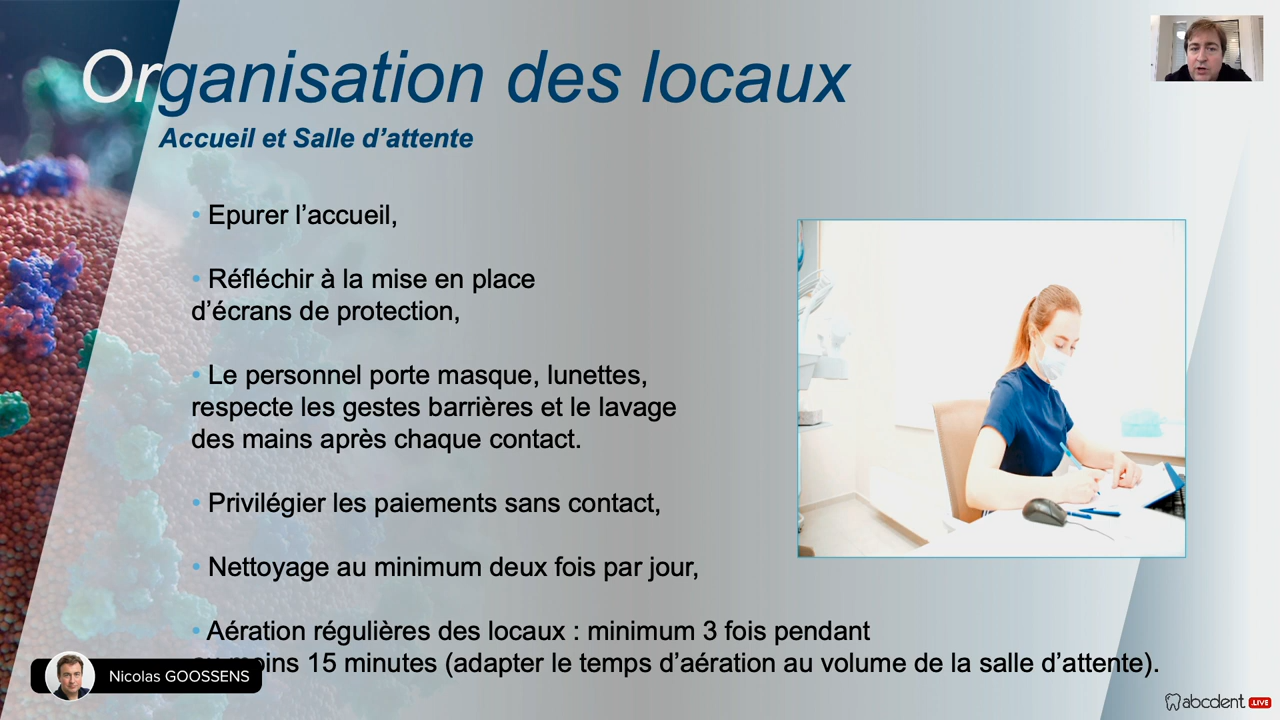 Organisation des locaux
Accueil et Salle d’attente
• Epurer l’accueil,
• Réfléchir à la mise en place
d’écrans de protection,
• Le personnel porte masque, lunettes,
respecte les gestes barrières et le lavage
des mains après chaque contact.
• Privilégier les paiements sans contact,
• Nettoyage au minimum deux fois par jour,
• Aération régulières des locaux : minimum 3 fois pendant
15 minutes (adapter le temps d’aération au volume de la salle d’attente).
Nicolas GOOSSENS
abcdent .LIVE